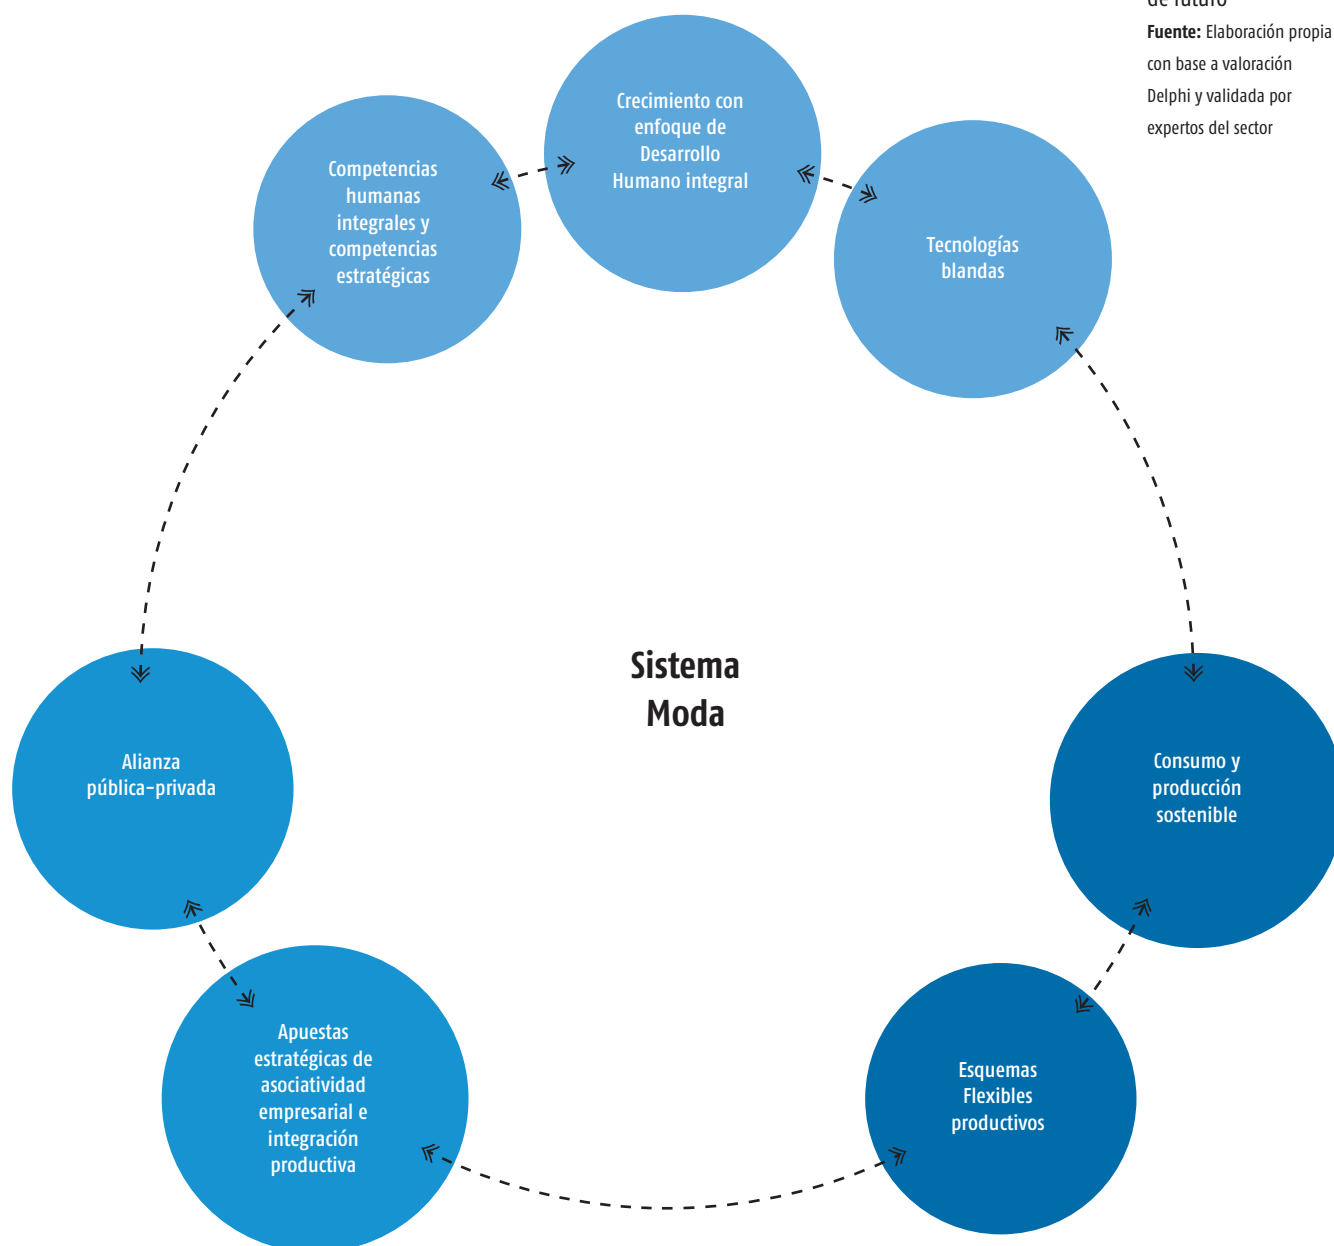 de futuro
Fuente: Elaboración propia
con base a valoración
Delphi y validada por
expertos del sector
Crecimiento con
enfoque de
Desarrollo
Humano integral
Competencias
humanas
integrales y
competencias
estratégicas
Tecnologías
blandas
Sistema
Moda
Alianza
pública-privada
Consumo y
producción
sostenible
Apuestas
estratégicas de
asociatividad
empresarial e
integración
productiva
Esquemas
Flexibles
productivos